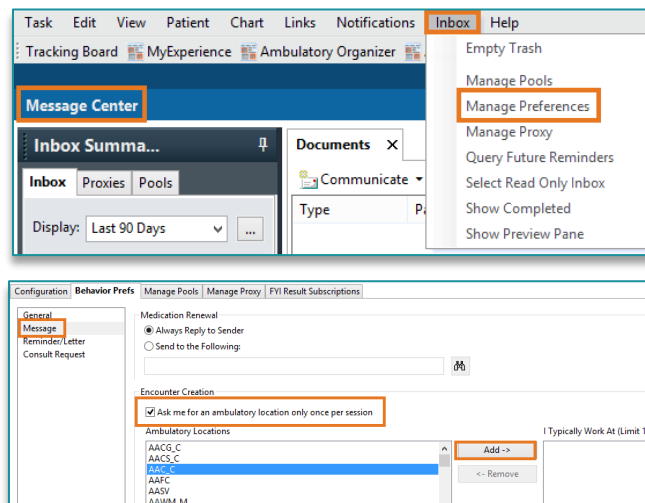 Task Edit View Patient Chart Links Notifications Inbox Help
Tracking Board MyExperience Ambulatory Organizer
Empty Trash
Manage Pools
Manage Preferences
Manage Proxy
Query Future Reminders
Select Read Only Inbox
Show Completed
Show Preview Pane
Message Center
Inbox Summa...
Documents X
Inbox Proxies Pools
Communicate
Display: Last 90 Days ...
Type
Configuration Behavior Prefs Manage Pools Manage Proxy FYI Result Subscriptions
General
Message
Reminder/Letter
Consult Request
Medication Renewal
Always Reply to Sender
Send to the Following:
Encounter Creation
Ask me for an ambulatory location only once per session
Ambulatory Locations
I Typically Work At (Limit
AACG_C
AACS_C
AAC_C
AAFC
AASV
AAWM_M
Add ->
<- Remove